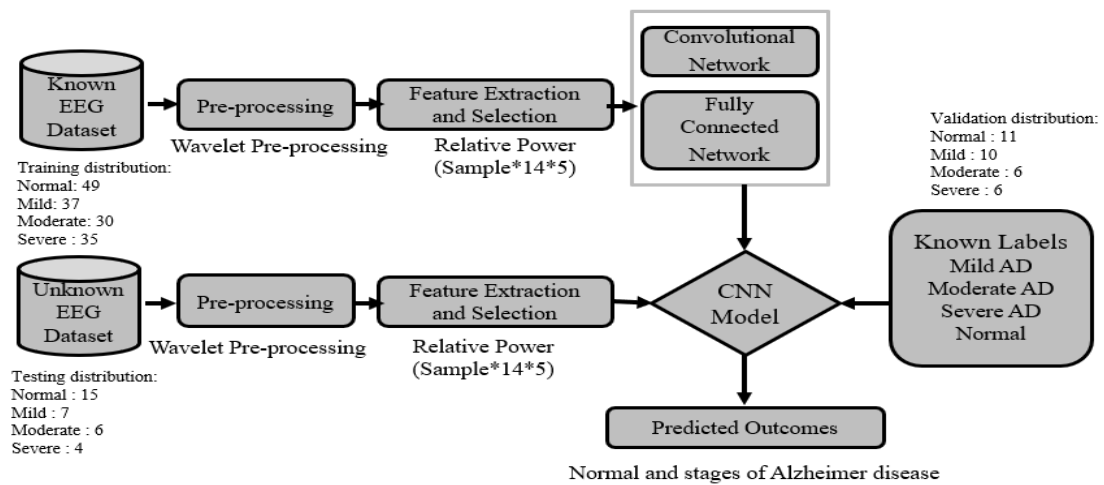 Known
EEG
Dataset
Training distribution:
Normal: 49
Mild: 37
Moderate: 30
Severe : 35
Pre-processing
Wavelet Pre-processing
Feature Extraction
and Selection
Relative Power
(Sample*14*5)
Convolutional
Network
Fully
Connected
Network
Validation distribution:
Normal : 11
Mild : 10
Moderate : 6
Severe : 6
Known Labels
Mild AD
Moderate AD
Severe AD
Normal
Unknown
EEG
Dataset
Testing distribution:
Normal : 15
Mild : 7
Moderate : 6
Severe : 4
Pre-processing
Wavelet Pre-processing
Feature Extraction
and Selection
Relative Power
(Sample*14*5)
CNN
Model
Predicted Outcomes
Normal and stages of Alzheimer disease